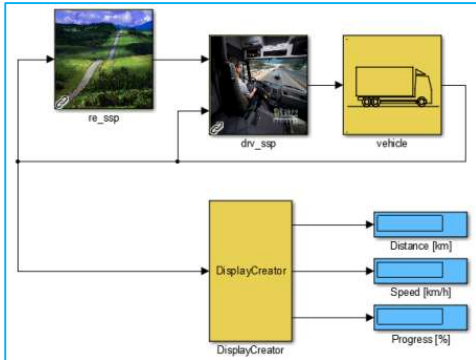 re_ssp
drv_ssp
vehicle
DisplayCreator
DisplayCreator
Distance [km]
Speed [km/h]
Progress [%]